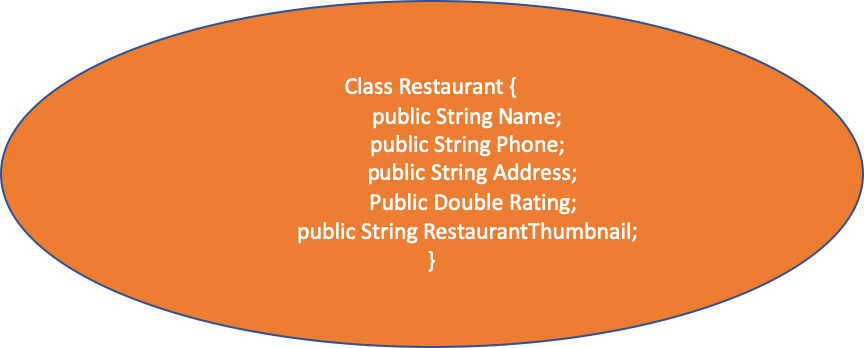 Class Restaurant {
public String Name;
public String Phone;
public String Address;
Public Double Rating;
public String RestaurantThumbnail;
}